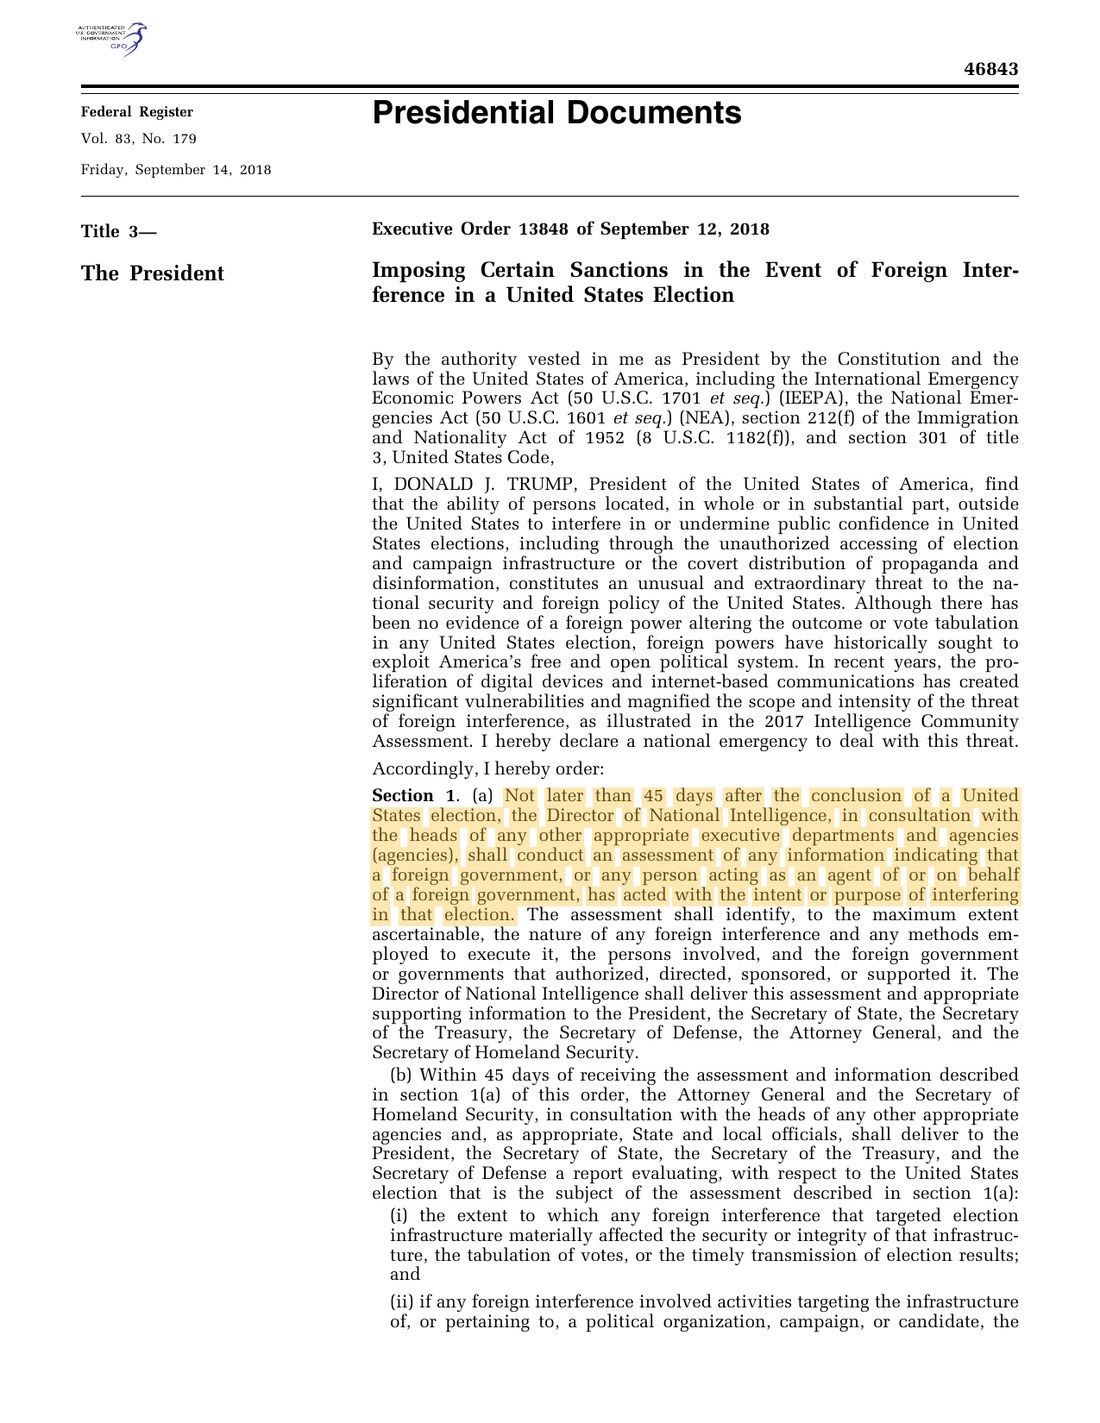 AUTHENTICATED
U.S. GOVERNMENT
INFORMATION
GPO
46843
Federal Register
Vol. 83, No. 179
Friday, September 14, 2018
Presidential Documents
Title 3—
The President
Executive Order 13848 of September 12, 2018
Imposing Certain Sanctions in the Event of Foreign Inter-
ference in a United States Election
By the authority vested in me as President by the Constitution and the
laws of the United States of America, including the International Emergency
Economic Powers Act (50 U.S.C. 1701 et seq.) (IEEPA), the National Emer-
gencies Act (50 U.S.C. 1601 et seq.) (NEA), section 212(f) of the Immigration
and Nationality Act of 1952 (8 U.S.C. 1182(f)), and section 301 of title
3, United States Code,
I, DONALD J. TRUMP, President of the United States of America, find
that the ability of persons located, in whole or in substantial part, outside
the United States to interfere in or undermine public confidence in United
States elections, including through the unauthorized accessing of election
and campaign infrastructure or the covert distribution of propaganda and
disinformation, constitutes an unusual and extraordinary threat to the na-
tional security and foreign policy of the United States. Although there has
been no evidence of a foreign power altering the outcome or vote tabulation
in any United States election, foreign powers have historically sought to
exploit America's free and open political system. In recent years, the pro-
liferation of digital devices and internet-based communications has created
significant vulnerabilities and magnified the scope and intensity of the threat
of foreign interference, as illustrated in the 2017 Intelligence Community
Assessment. I hereby declare a national emergency to deal with this threat.
Accordingly, I hereby order:
Section 1. (a) Not later than 45 days after the conclusion of a United
States election, the Director of National Intelligence, in consultation with
the heads of any other appropriate executive departments and agencies
(agencies), shall conduct an assessment of any information indicating that
a foreign government, or any person acting as an agent of or on behalf
of a foreign government, has acted with the intent or purpose of interfering
in that election. The assessment shall identify, to the maximum extent
ascertainable, the nature of any foreign interference and any methods em-
ployed to execute it, the persons involved, and the foreign government
or governments that authorized, directed, sponsored, or supported it. The
Director of National Intelligence shall deliver this assessment and appropriate
supporting information to the President, the Secretary of State, the Secretary
of the Treasury, the Secretary of Defense, the Attorney General, and the
Secretary of Homeland Security.
(b) Within 45 days of receiving the assessment and information described
in section 1(a) of this order, the Attorney General and the Secretary of
Homeland Security, in consultation with the heads of any other appropriate
agencies and, as appropriate, State and local officials, shall deliver to the
President, the Secretary of State, the Secretary of the Treasury, and the
Secretary of Defense a report evaluating, with respect to the United States
election that is the subject of the assessment described in section 1(a):
(i) the extent to which any foreign interference that targeted election
infrastructure materially affected the security or integrity of that infrastruc-
ture, the tabulation of votes, or the timely transmission of election results;
and
(ii) if any foreign interference involved activities targeting the infrastructure
of, or pertaining to, a political organization, campaign, or candidate, the